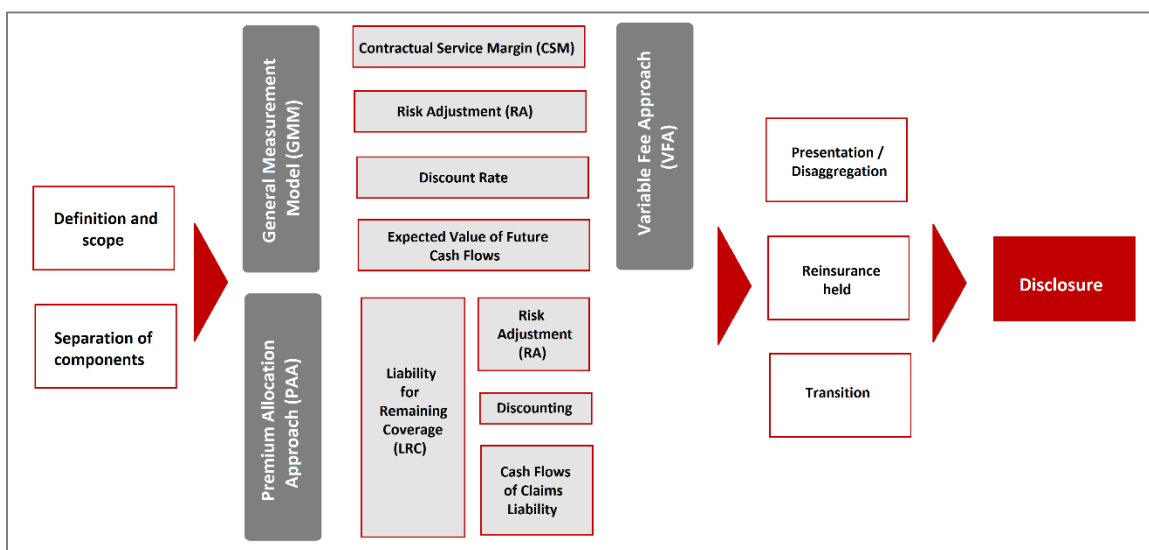 Definition and
scope
Separation of
components
General Measurement
Model (GMM)
Premium Allocation
Approach (PAA)
Contractual Service Margin (CSM)
Risk Adjustment (RA)
Discount Rate
Expected Value of Future
Cash Flows
Liability
for
Remaining
Coverage
(LRC)
Risk
Adjustment
(RA)
Discounting
Cash Flows
of Claims
Liability
Variable Fee Approach
(VFA)
Presentation /
Disaggregation
Reinsurance
held
Transition
Disclosure